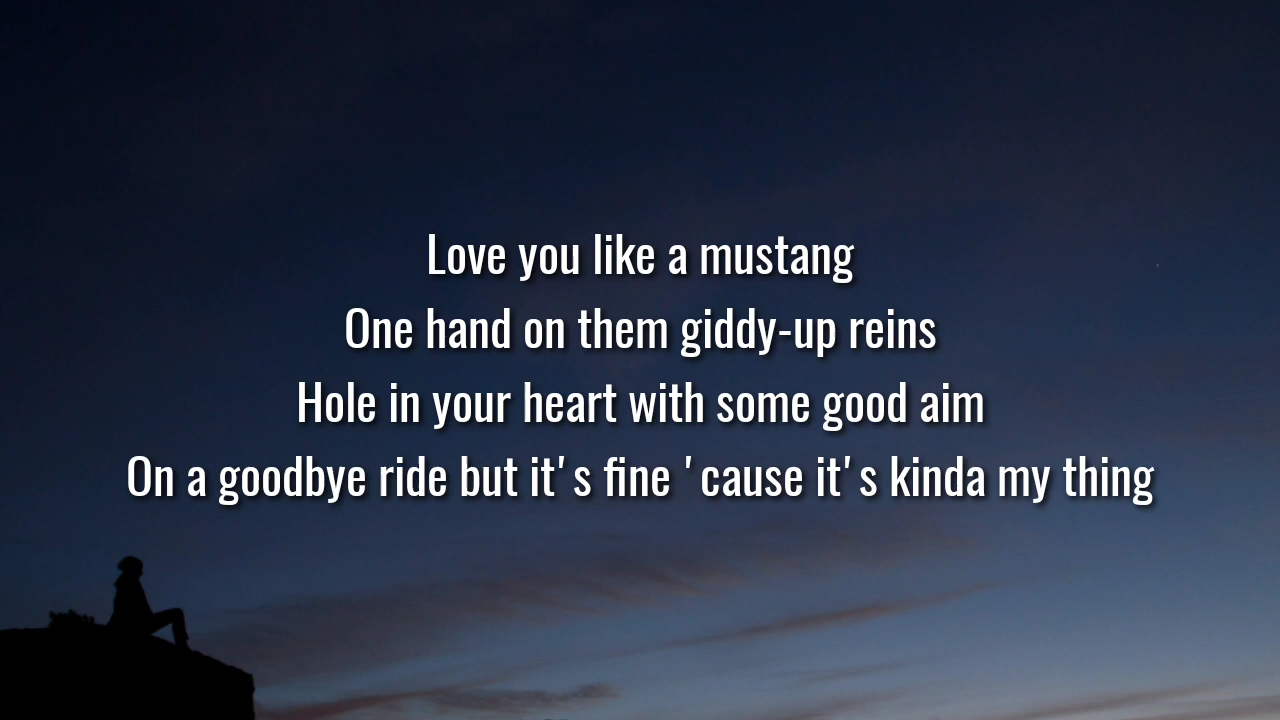 Love you like a mustang
One hand on them giddy-up reins
Hole in your heart with some good aim
On a goodbye ride but it's fine 'cause it's kinda my thing